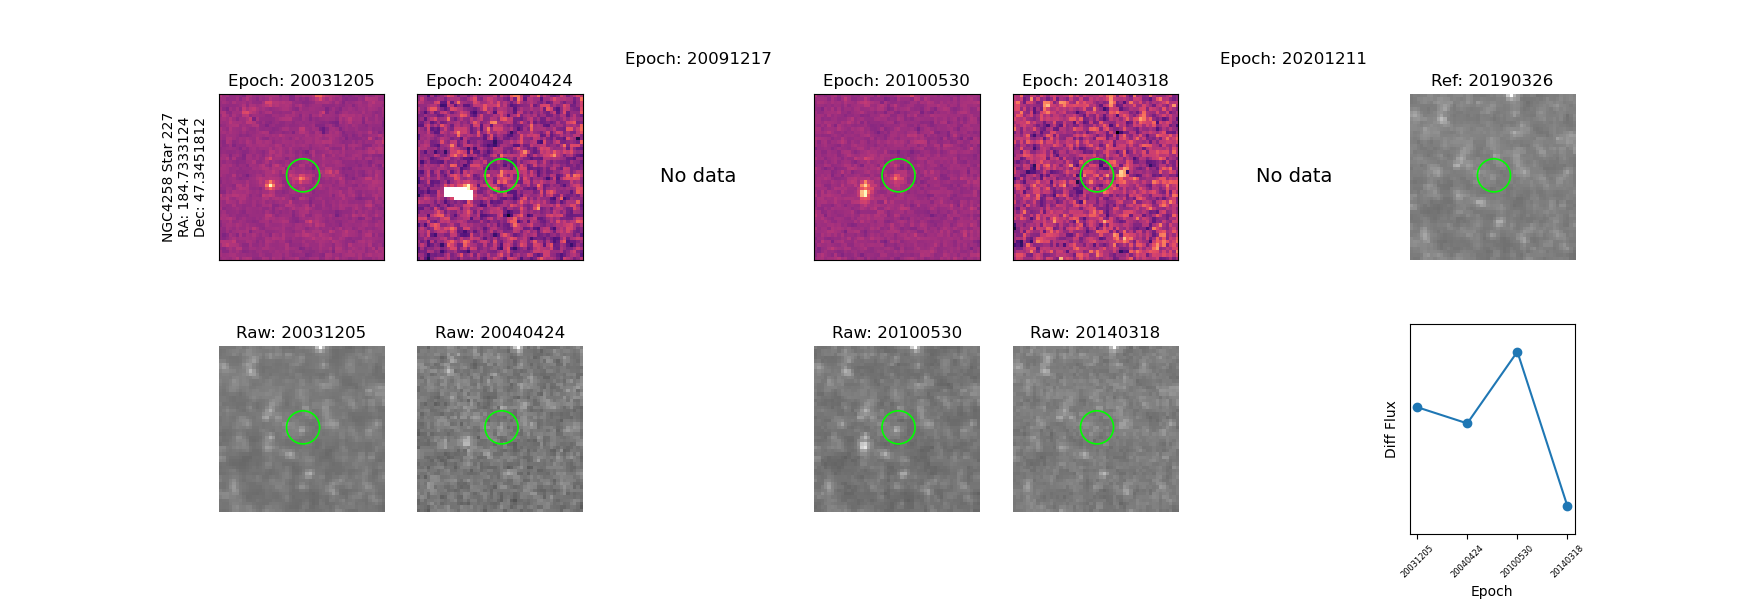 Epoch: 20091217
Epoch: 20201211
Epoch: 20031205
Epoch: 20040424
Epoch: 20100530
Epoch: 20140318
Ref: 20190326
NGC4258 Star 227
RA: 184.7333124
Dec: 47.3451812
No data
No data
Raw: 20031205
Raw: 20040424
Raw: 20100530
Raw: 20140318
Diff Flux
20031205
20040424
20100530
20140318
Epoch